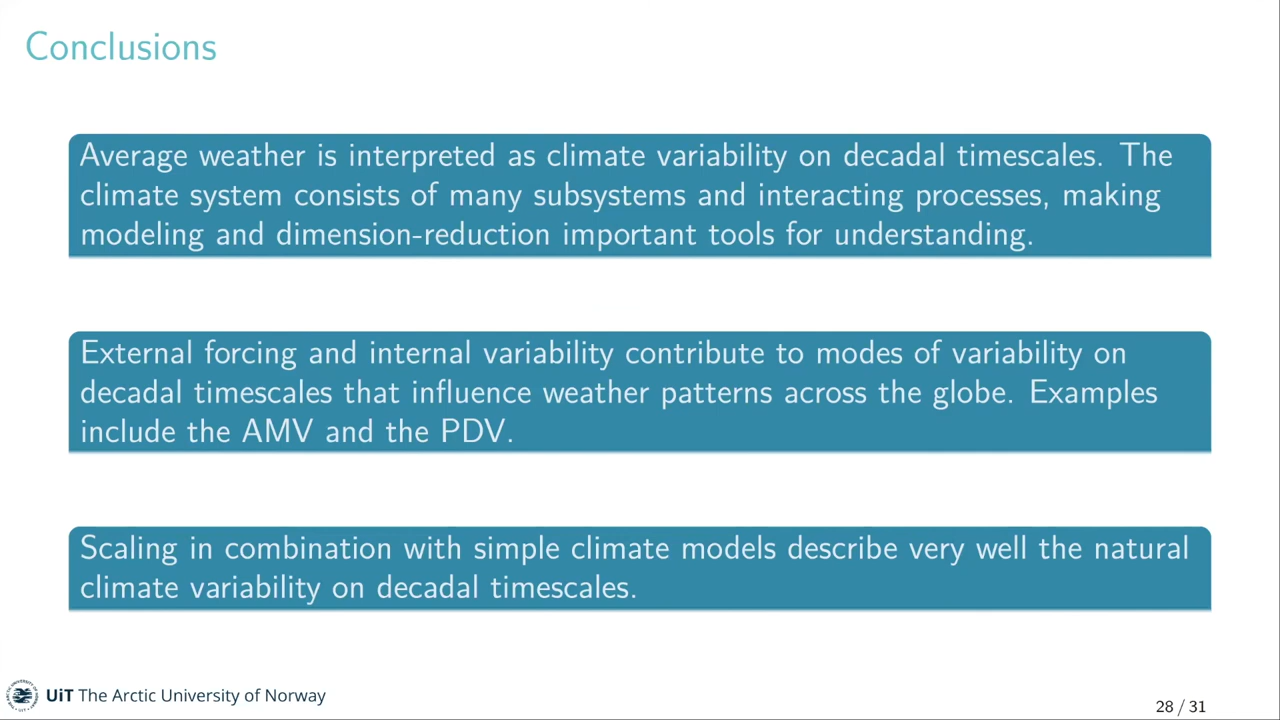 Conclusions
Average weather is interpreted as climate variability on decadal timescales. The
climate system consists of many subsystems and interacting processes, making
modeling and dimension-reduction important tools for understanding.
External forcing and internal variability contribute to modes of variability on
decadal timescales that influence weather patterns across the globe. Examples
include the AMV and the PDV.
Scaling in combination with simple climate models describe very well the natural
climate variability on decadal timescales.
UiT The Arctic University of Norway
28 / 31